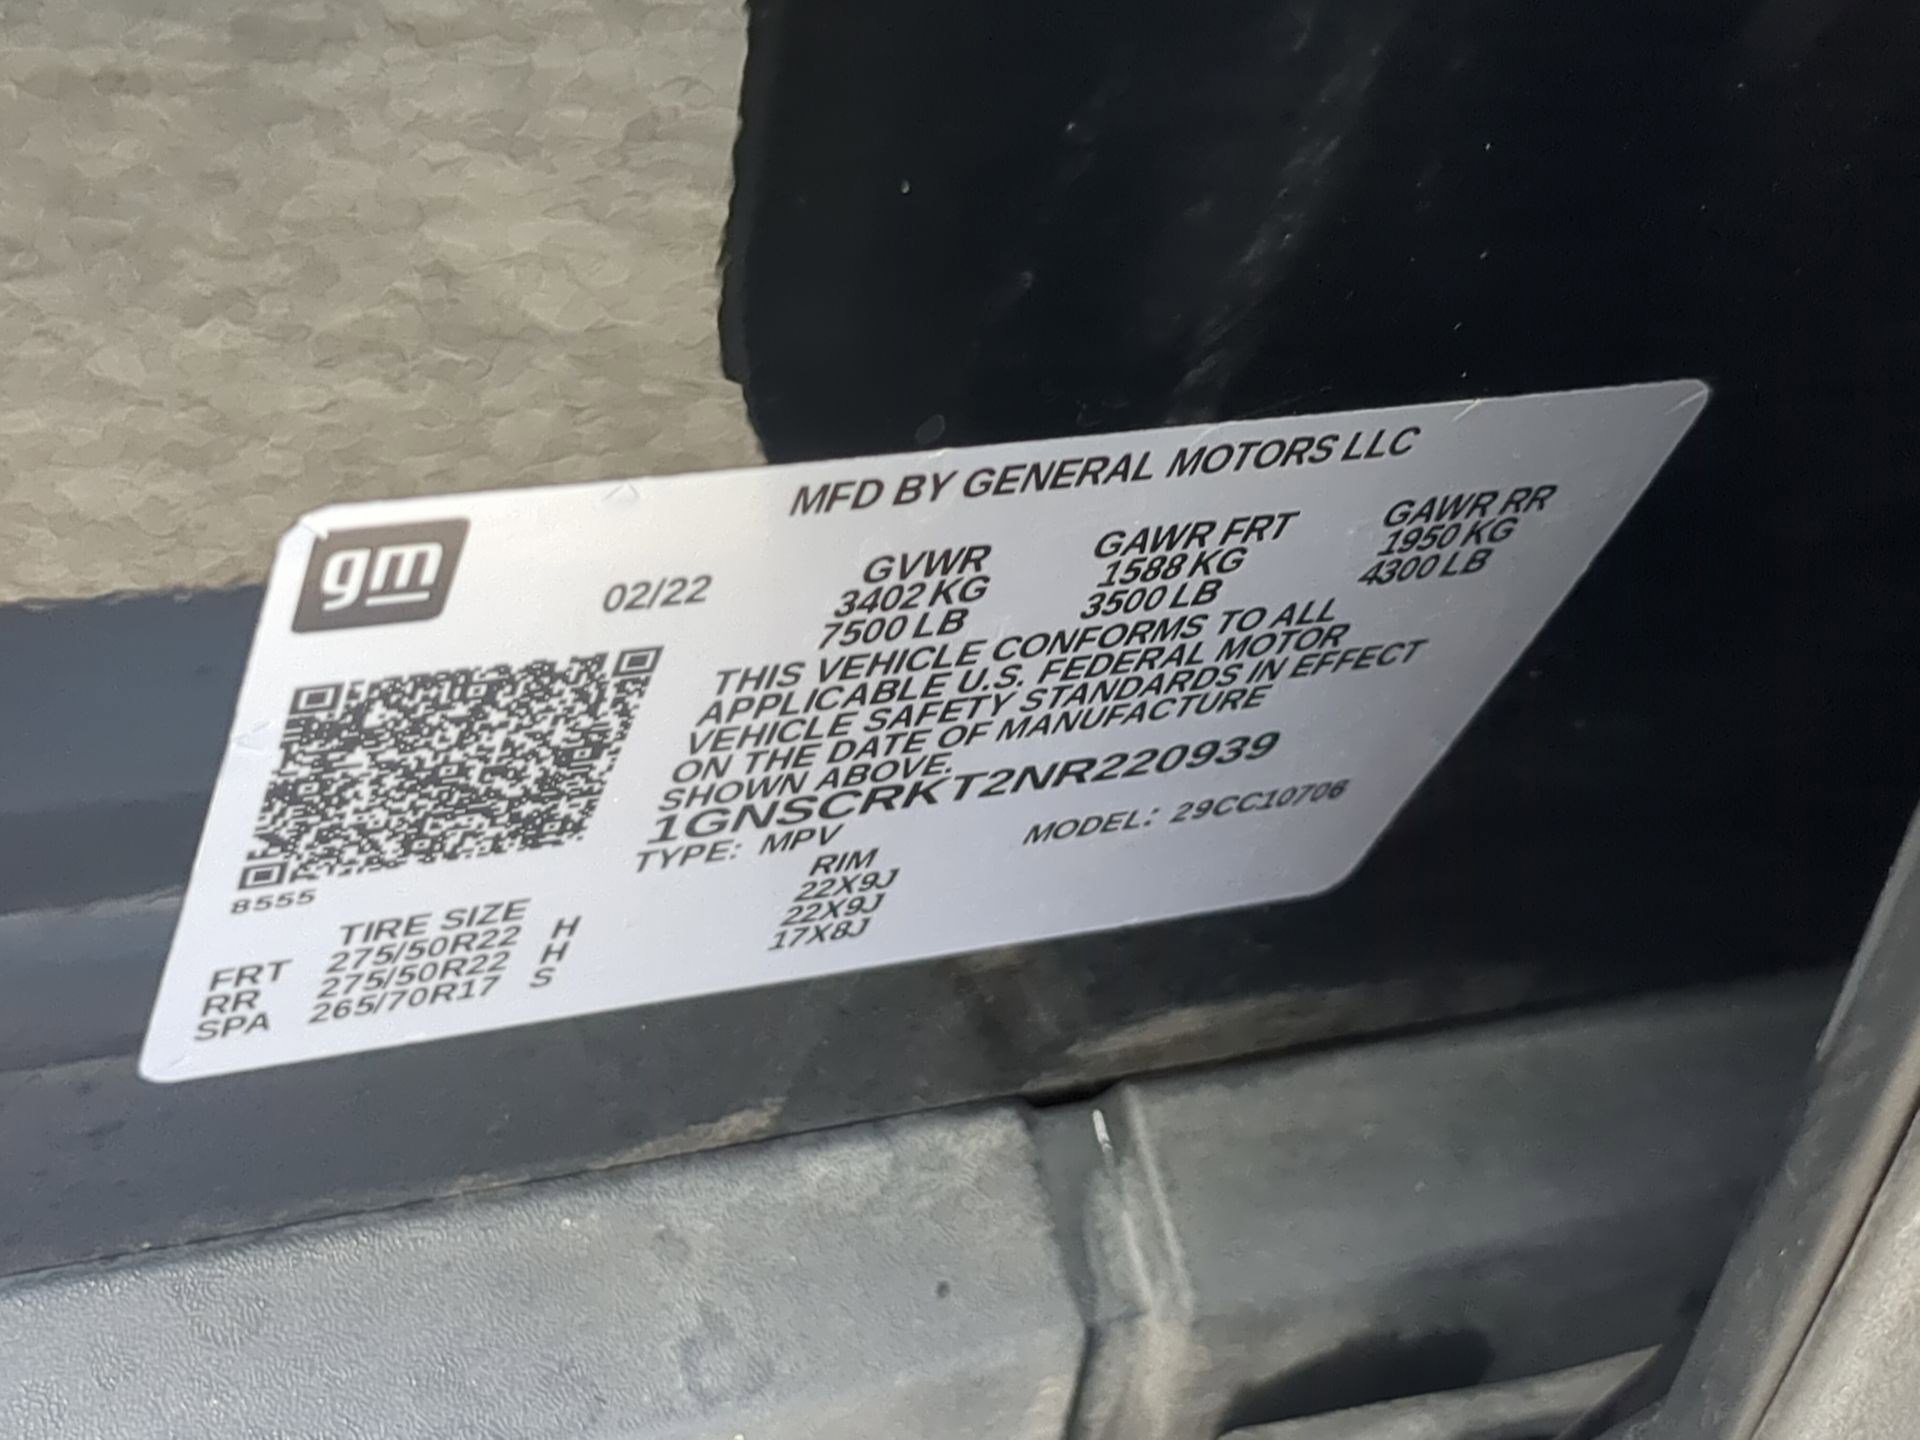 MFD BY GENERAL MOTORS LLC
gm
02/22
GVWR GAWR FRT GAWR RR
3402 KG 1588 KG 1950 KG
7500 LB 3500 LB 4300 LB
THIS VEHICLE CONFORMS TO ALL
APPLICABLE U.S. FEDERAL MOTOR
VEHICLE SAFETY STANDARDS IN EFFECT
ON THE DATE OF MANUFACTURE
SHOWN ABOVE.
1GNSCRKT2NR220939
TYPE: MPV MODEL: 29CC10706
8555
TIRE SIZE RIM
FRT 275/50R22 H 22X9J
RR 275/50R22 H 22X9J
SPA 265/70R17 S 17X8J